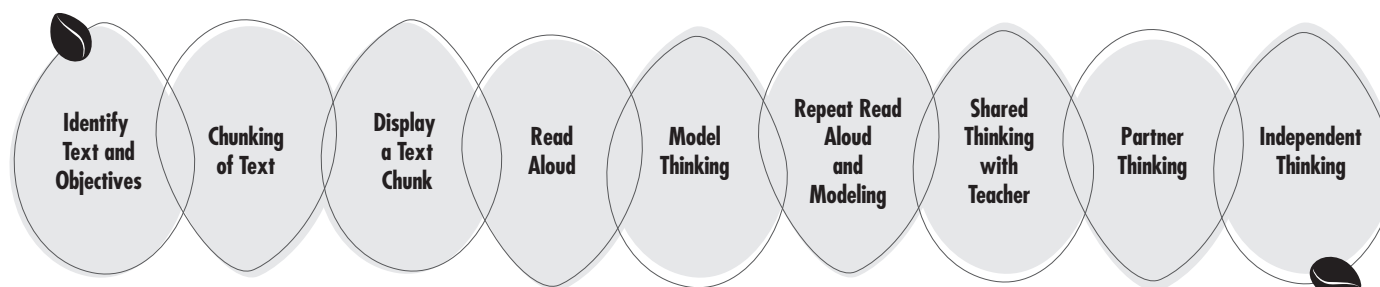 Identify
Text and
Objectives
Chunking
of Text
Display
a Text
Chunk
Read
Aloud
Model
Thinking
Repeat Read
Aloud
and
Modeling
Shared
Thinking
with
Teacher
Partner
Thinking
Independent
Thinking